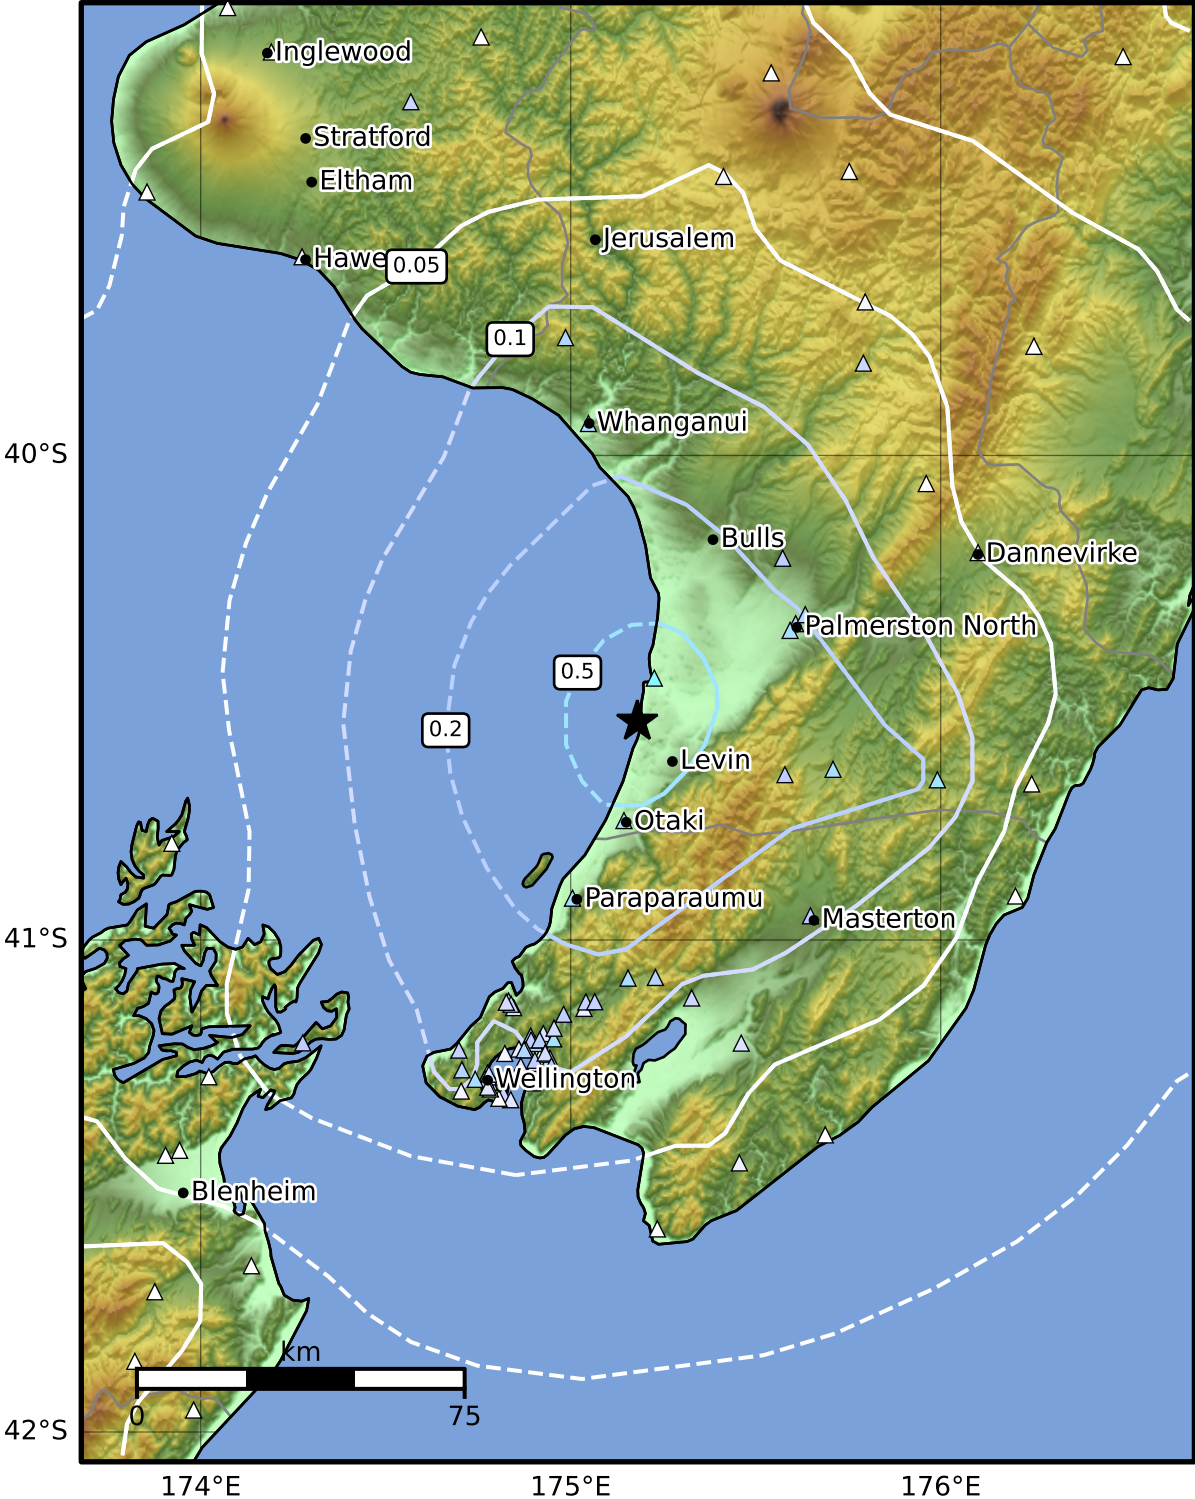 Inglewood
Stratford
Eltham
Jerusalem
Hawe
0.05
0.1
Whanganui
40°S
Bulls
Dannevirke
Palmerston North
0.5
0.2
Levin
Otaki
Paraparaumu
Masterton
41°S
Wellington
Blenheim
km
0
75
42°S
174°E
175°E
176°E